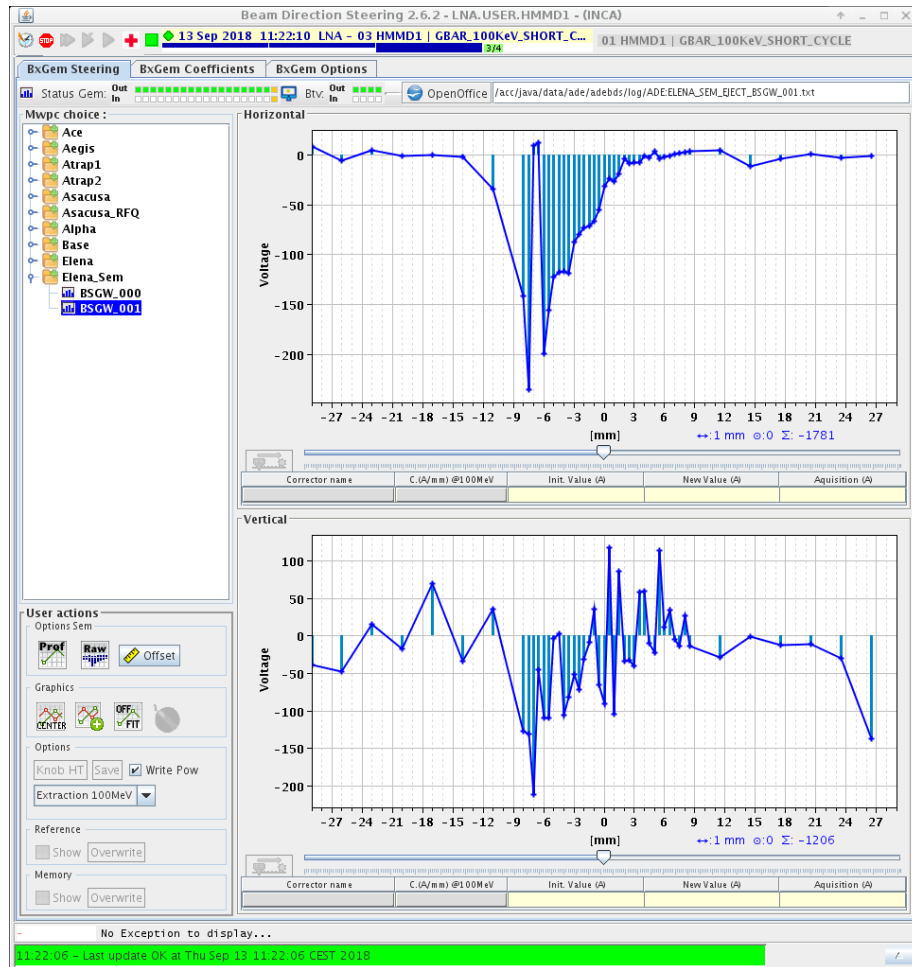 Beam Direction Steering 2.6.2 - LNA.USER.HMMD1 - (INCA)
STOP
13 Sep 2018 11:22:10 LNA - 03 HMMD1 | GBAR_100KeV_SHORT_C...
3/4
01 HMMD1 | GBAR_100KeV_SHORT_CYCLE
BxGem Steering BxGem Coefficients BxGem Options
Status Gem: Out In Btv: Out In OpenOffice /acc/java/data/ade/adebds/log/ADE:ELENA_SEM_EJECT_BSGW_001.txt
Mwpc choice :
Ace
Aegis
Atrap1
Atrap2
Asacusa
Asacusa_RFQ
Alpha
Base
Elena
Elena_Sem
BSGW_000
BSGW_001
User actions
Options Sem
Prof Raw Offset
Graphics
CENTER OFF FIT
Options
Knob HT Save Write Pow
Extraction 100MeV
Reference
Show Overwrite
Memory
Show Overwrite
Horizontal
Voltage
0
-50
-100
-150
-200
-27 -24 -21 -18 -15 -12 -9 -6 -3 0 3 6 9 12 15 18 21 24 27
[mm] ↔:1 mm ⊙:0 Σ: -1781
Corrector name C.(A/mm) @100MeV Init. Value (A) New Value (A) Aquisition (A)
Vertical
Voltage
100
50
0
-50
-100
-150
-200
-27 -24 -21 -18 -15 -12 -9 -6 -3 0 3 6 9 12 15 18 21 24 27
[mm] ↔:1 mm ⊙:0 Σ: -1206
Corrector name C.(A/mm) @100MeV Init. Value (A) New Value (A) Aquisition (A)
- No Exception to display...
11:22:06 - Last update OK at Thu Sep 13 11:22:06 CEST 2018